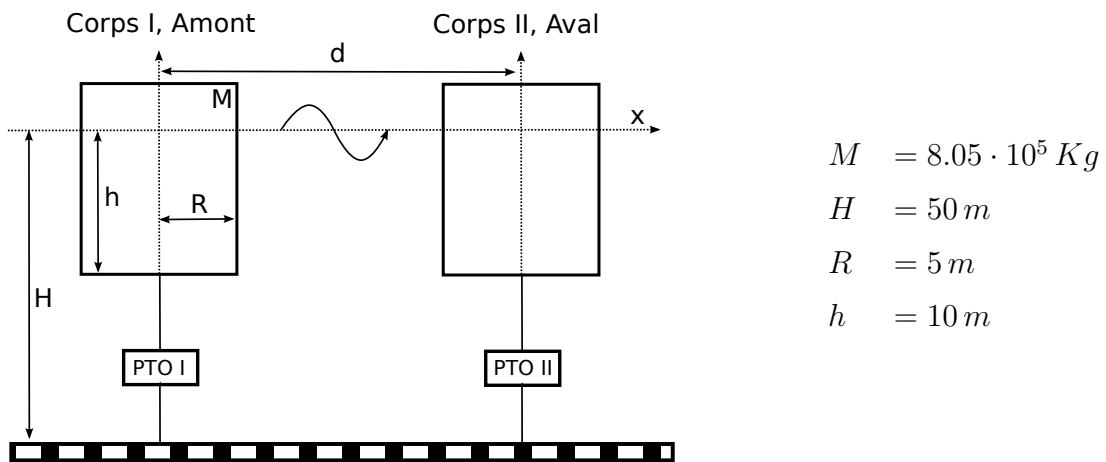 Corps I, Amont
Corps II, Aval
d
M
x
h
R
H
PTO I
PTO II
M = 8.05 · 10⁵ Kg
H = 50 m
R = 5 m
h = 10 m